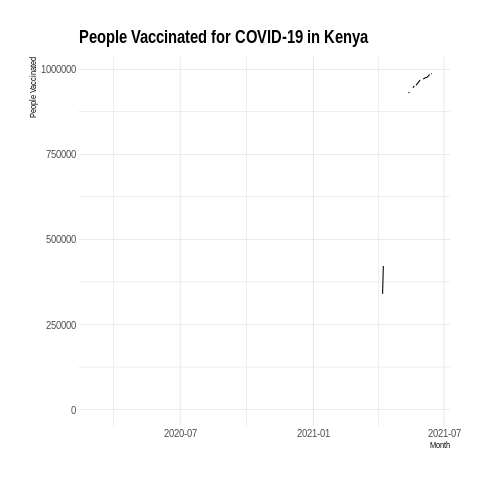 People Vaccinated for COVID-19 in Kenya
People Vaccinated
1000000
750000
500000
250000
0
2020-07
2021-01
2021-07
Month